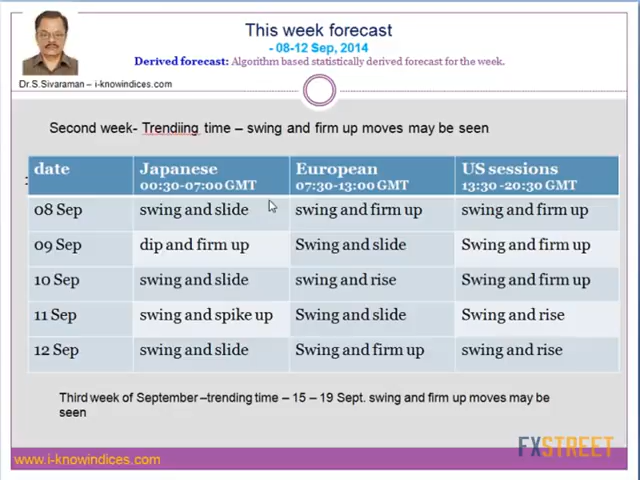 This week forecast
- 08-12 Sep, 2014
Derived forecast: Algorithm based statistically derived forecast for the week.
Dr.S.Sivaraman – i-knowindices.com
Second week- Trendiing time – swing and firm up moves may be seen
date Japanese European US sessions
00:30-07:00 GMT 07:30-13:00 GMT 13:30 -20:30 GMT
08 Sep swing and slide swing and firm up swing and firm up
09 Sep dip and firm up Swing and slide Swing and firm up
10 Sep swing and slide swing and rise Swing and firm up
11 Sep swing and spike up Swing and slide Swing and rise
12 Sep swing and slide Swing and firm up swing and rise
Third week of September –trending time – 15 – 19 Sept. swing and firm up moves may be
seen
FXSTREET
www.i-knowindices.com